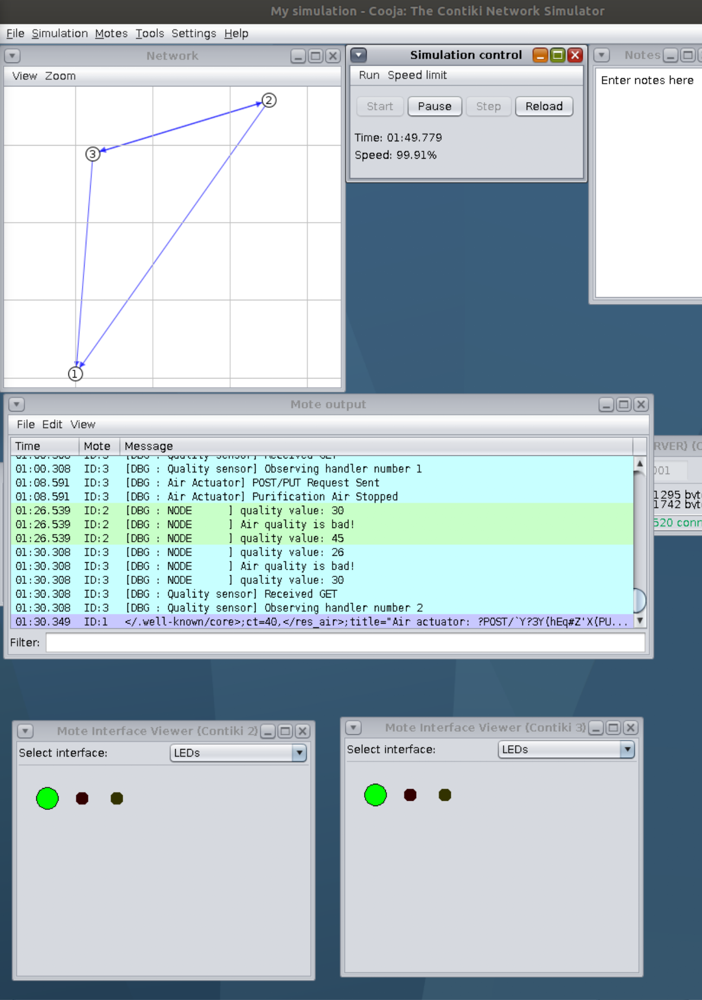 My simulation - Cooja: The Contiki Network Simulator
File Simulation Motes Tools Settings Help
Network
View Zoom
2
3
1
Simulation control
Run Speed limit
Start Pause Step Reload
Time: 01:49.779
Speed: 99.91%
Notes
Enter notes here
Mote output
File Edit View
Time Mote Message
01:00.308 ID:3 [DBG : Quality sensor] Received GET
01:00.308 ID:3 [DBG : Quality sensor] Observing handler number 1
01:08.591 ID:3 [DBG : Air Actuator] POST/PUT Request Sent
01:08.591 ID:3 [DBG : Air Actuator] Purification Air Stopped
01:26.539 ID:2 [DBG : NODE ] quality value: 30
01:26.539 ID:2 [DBG : NODE ] Air quality is bad!
01:26.539 ID:2 [DBG : NODE ] quality value: 45
01:30.308 ID:3 [DBG : NODE ] quality value: 26
01:30.308 ID:3 [DBG : NODE ] Air quality is bad!
01:30.308 ID:3 [DBG : NODE ] quality value: 30
01:30.308 ID:3 [DBG : Quality sensor] Received GET
01:30.308 ID:3 [DBG : Quality sensor] Observing handler number 2
01:30.349 ID:1 </.well-known/core>;ct=40,</res_air>;title="Air actuator: ?POST/`Y?3Y{hEq#Z'X{PU...
Filter:
RVER) (C
001
1295 byt
1742 byt
520 conn
Mote Interface Viewer (Contiki 2)
Select interface: LEDs
Mote Interface Viewer (Contiki 3)
Select interface: LEDs